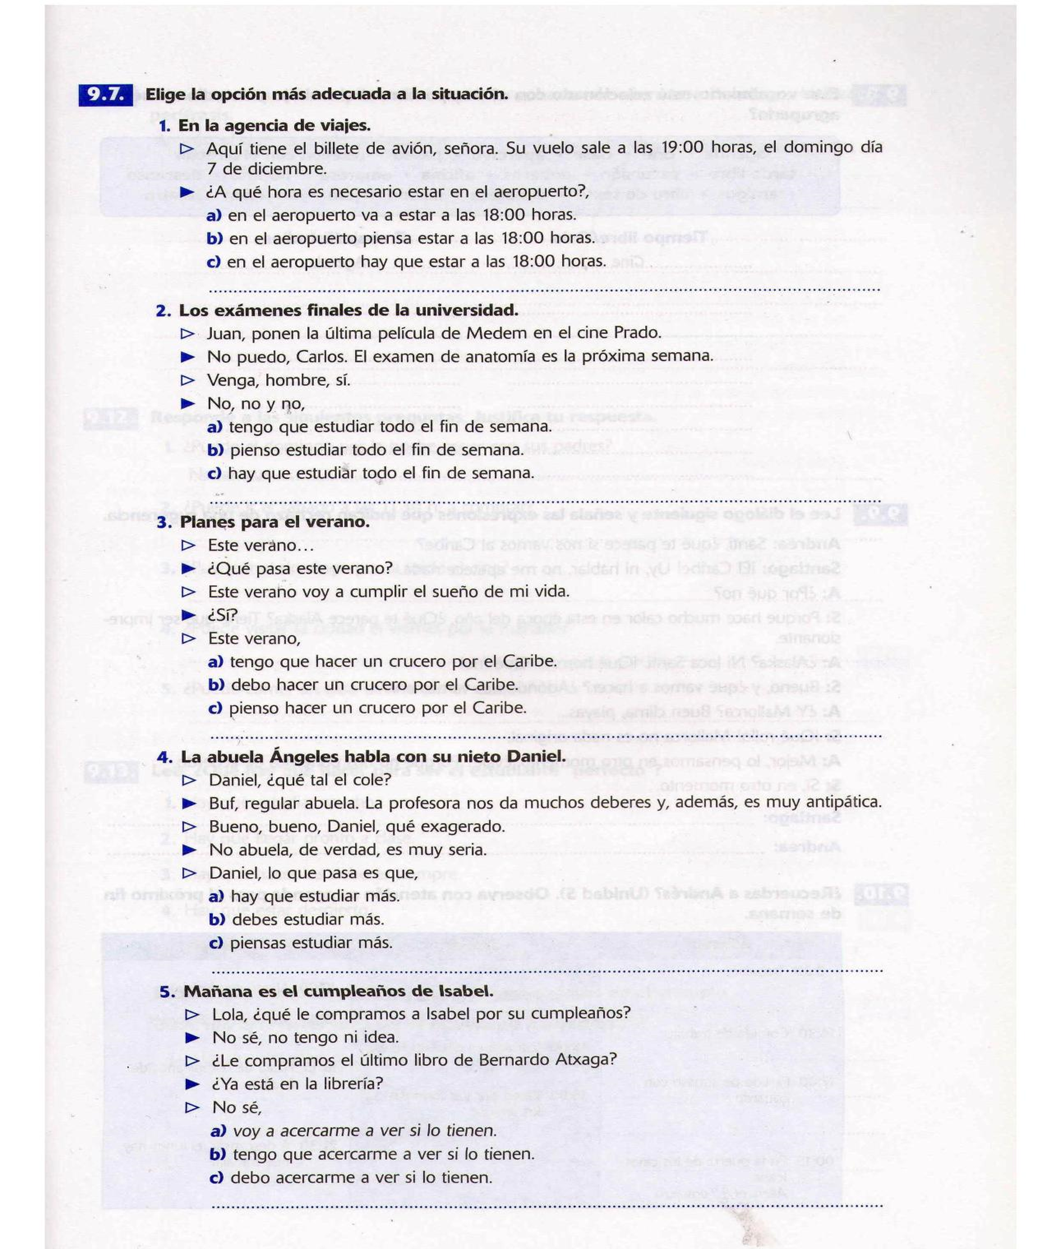 9.7. Elige la opción más adecuada a la situación.
1. En la agencia de viajes.
▷ Aquí tiene el billete de avión, señora. Su vuelo sale a las 19:00 horas, el domingo día
7 de diciembre.
▶ ¿A qué hora es necesario estar en el aeropuerto?,
a) en el aeropuerto va a estar a las 18:00 horas.
b) en el aeropuerto piensa estar a las 18:00 horas.
c) en el aeropuerto hay que estar a las 18:00 horas.
2. Los exámenes finales de la universidad.
▷ Juan, ponen la última película de Medem en el cine Prado.
▶ No puedo, Carlos. El examen de anatomía es la próxima semana.
▷ Venga, hombre, sí.
▶ No, no y no,
a) tengo que estudiar todo el fin de semana.
b) pienso estudiar todo el fin de semana.
c) hay que estudiar todo el fin de semana.
3. Planes para el verano.
▷ Este verano...
▶ ¿Qué pasa este verano?
▷ Este verano voy a cumplir el sueño de mi vida.
▶ ¿Sí?
▷ Este verano,
a) tengo que hacer un crucero por el Caribe.
b) debo hacer un crucero por el Caribe.
c) pienso hacer un crucero por el Caribe.
4. La abuela Ángeles habla con su nieto Daniel.
▷ Daniel, ¿qué tal el cole?
▶ Buf, regular abuela. La profesora nos da muchos deberes y, además, es muy antipática.
▷ Bueno, bueno, Daniel, qué exagerado.
▶ No abuela, de verdad, es muy seria.
▷ Daniel, lo que pasa es que,
a) hay que estudiar más.
b) debes estudiar más.
c) piensas estudiar más.
5. Mañana es el cumpleaños de Isabel.
▷ Lola, ¿qué le compramos a Isabel por su cumpleaños?
▶ No sé, no tengo ni idea.
▷ ¿Le compramos el último libro de Bernardo Atxaga?
▶ ¿Ya está en la librería?
▷ No sé,
a) voy a acercarme a ver si lo tienen.
b) tengo que acercarme a ver si lo tienen.
c) debo acercarme a ver si lo tienen.